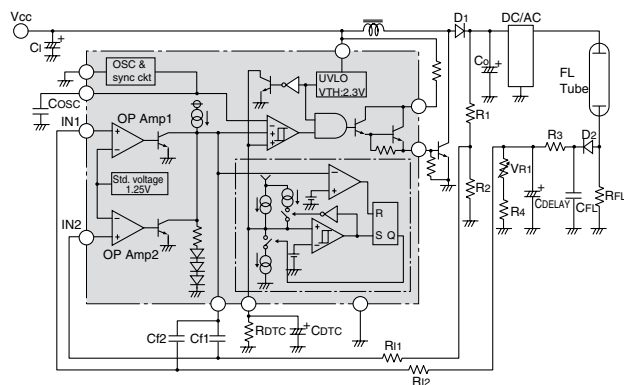 Vcc
CI
+
D1
DC/AC
OSC &
sync ckt
UVLO
VTH:2.3V
CO
+
FL
Tube
COSC
IN1
OP Amp1
R1
R3
D2
Std. voltage
1.25V
VR1
R2
R4
+
CDELAY
CFL
RFL
R
S Q
IN2
OP Amp2
Cf2
Cf1
RDTC
+
CDTC
RI1
RI2